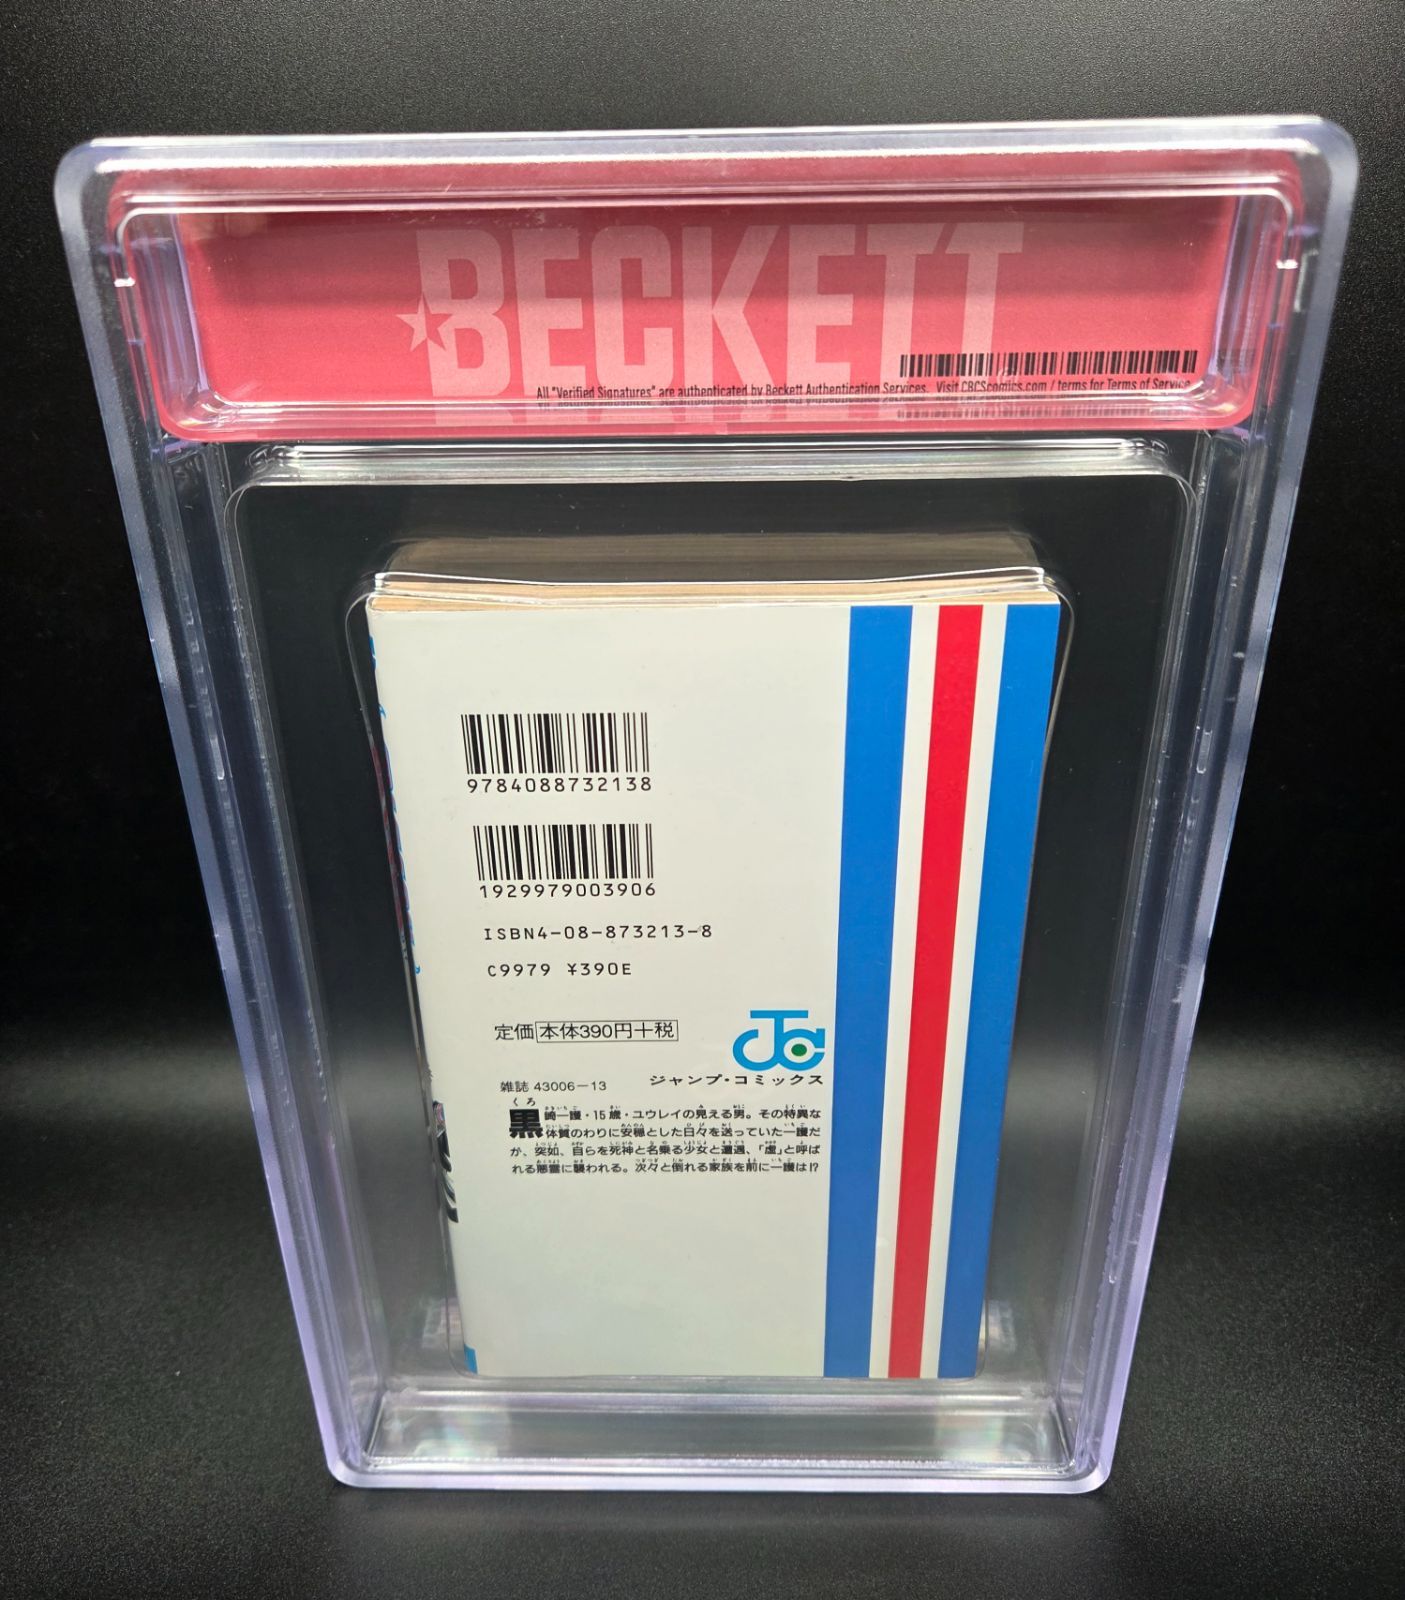 BECKETT
All "Verified Signatures" are authenticated by Beckett Authentication Services. Visit CBCScomics.com / terms for Terms of Service
9784088732138
1929979003906
ISBN4-08-873213-8
C9979 ¥390E
定価 本体390円+税
ジャンプ・コミックス
雑誌 43006-13
黒崎一護・15歳・ユウレイの見える男。その特異な
体質のわりに安穏とした日々を送っていた一護だ
が、突如、自らを死神と名乗る少女と遭遇、「虚」と呼ば
れる悪霊に襲われる。次々と倒れる家族を前に一護は!?